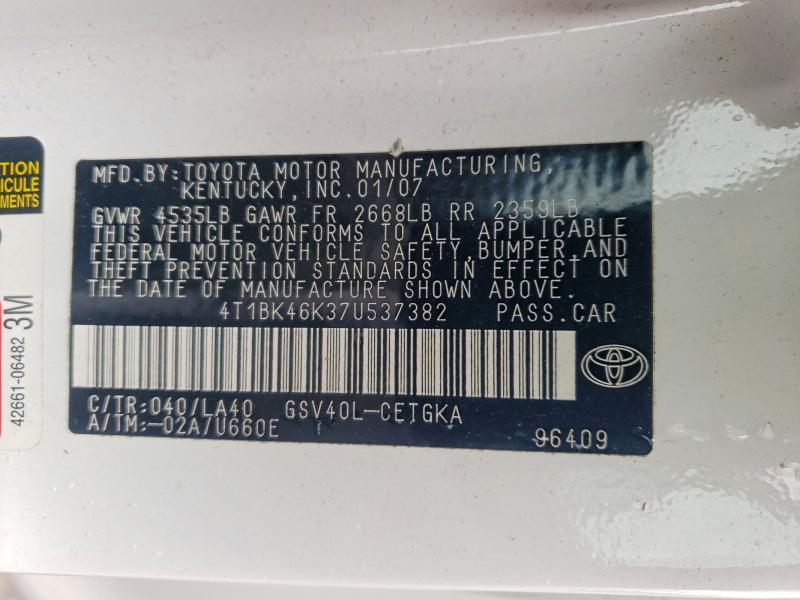 MFD.BY:TOYOTA MOTOR MANUFACTURING,
KENTUCKY,INC.01/07
GVWR 4535LB GAWR FR 2668LB RR 2359LB
THIS VEHICLE CONFORMS TO ALL APPLICABLE
FEDERAL MOTOR VEHICLE SAFETY,BUMPER,AND
THEFT PREVENTION STANDARDS IN EFFECT ON
THE DATE OF MANUFACTURE SHOWN ABOVE.
4T1BK46K37U537382 PASS.CAR
C/TR:040/LA40 GSV40L-CETGKA
A/TM:-02A/U660E
96409
42661-06482 3M